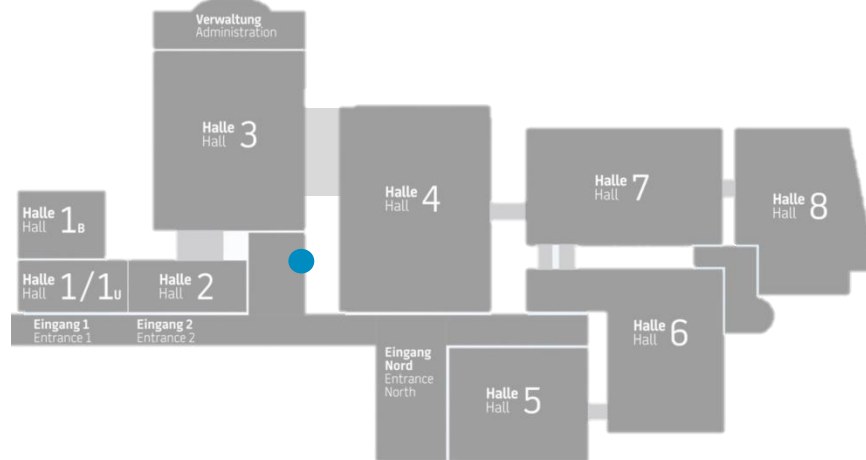 Verwaltung
Administration
Halle
Hall 3
Halle
Hall 4
Halle
Hall 7
Halle
Hall 8
Halle
Hall 1B
Halle
Hall 1/1U
Halle
Hall 2
Eingang 1
Entrance 1
Eingang 2
Entrance 2
Halle
Hall 6
Eingang
Nord
Entrance
North
Halle
Hall 5